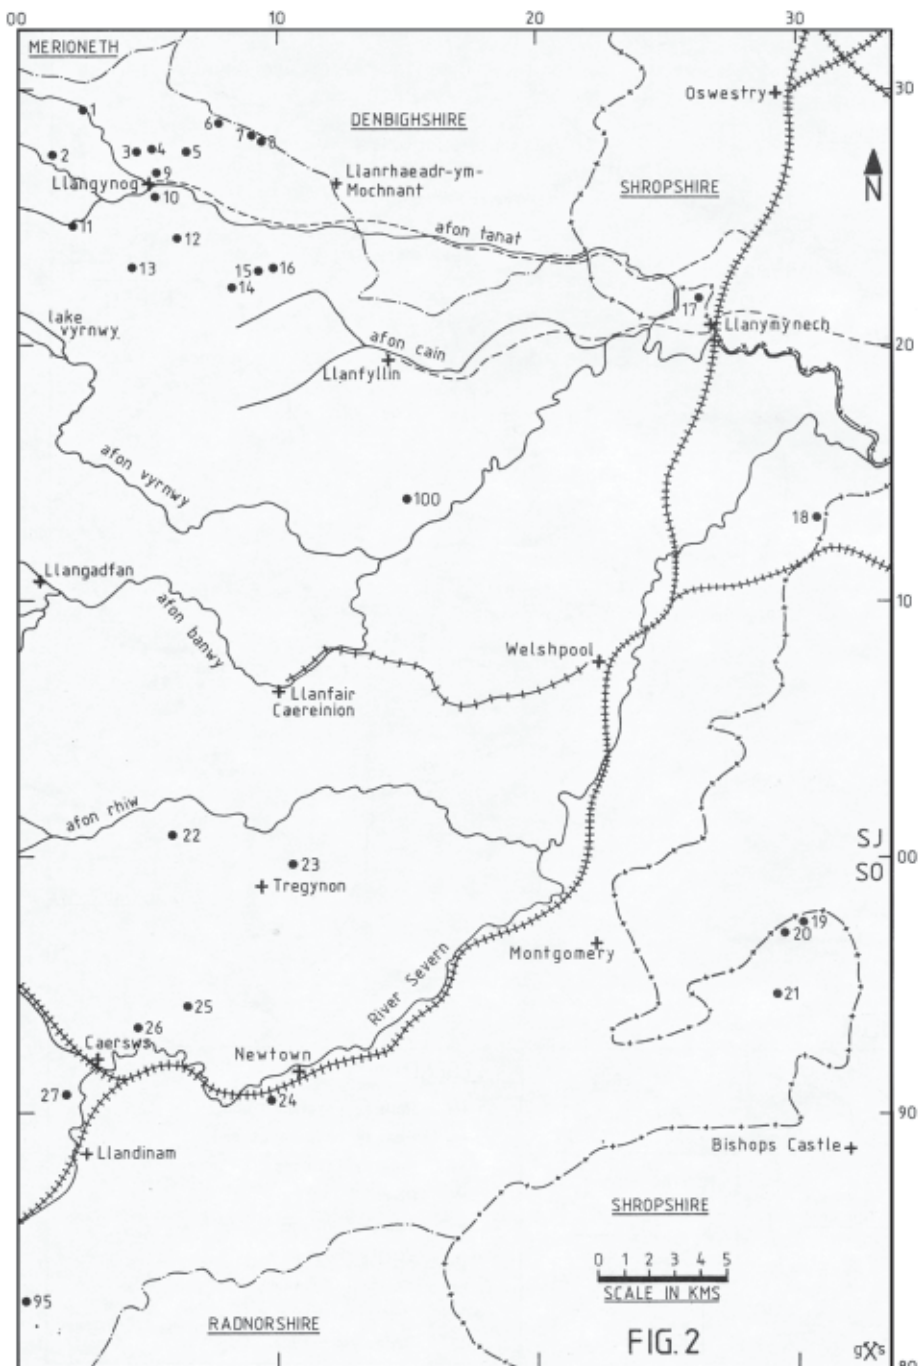 00
10
20
30
MERIONETH
Oswestry
30
1
6
7
8
DENBIGHSHIRE
2
3
4
5
9
Llangynog
Llanrhaeadr-ym-
Mochnant
SHROPSHIRE
N
10
11
12
afon tanat
13
15
16
14
17
lake
vyrnwy
Llanymynech
afon cain
20
Llanfyllin
afon vyrnwy
100
18
Llangadfan
10
afon banwy
Welshpool
Llanfair
Caereinion
afon rhiw
22
SJ
23
00
SO
Tregynon
19
20
Montgomery
River Severn
21
25
26
Caersws
Newtown
27
24
90
Llandinam
Bishops Castle
SHROPSHIRE
0 1 2 3 4 5
SCALE IN KMS
95
RADNORSHIRE
FIG.2
80